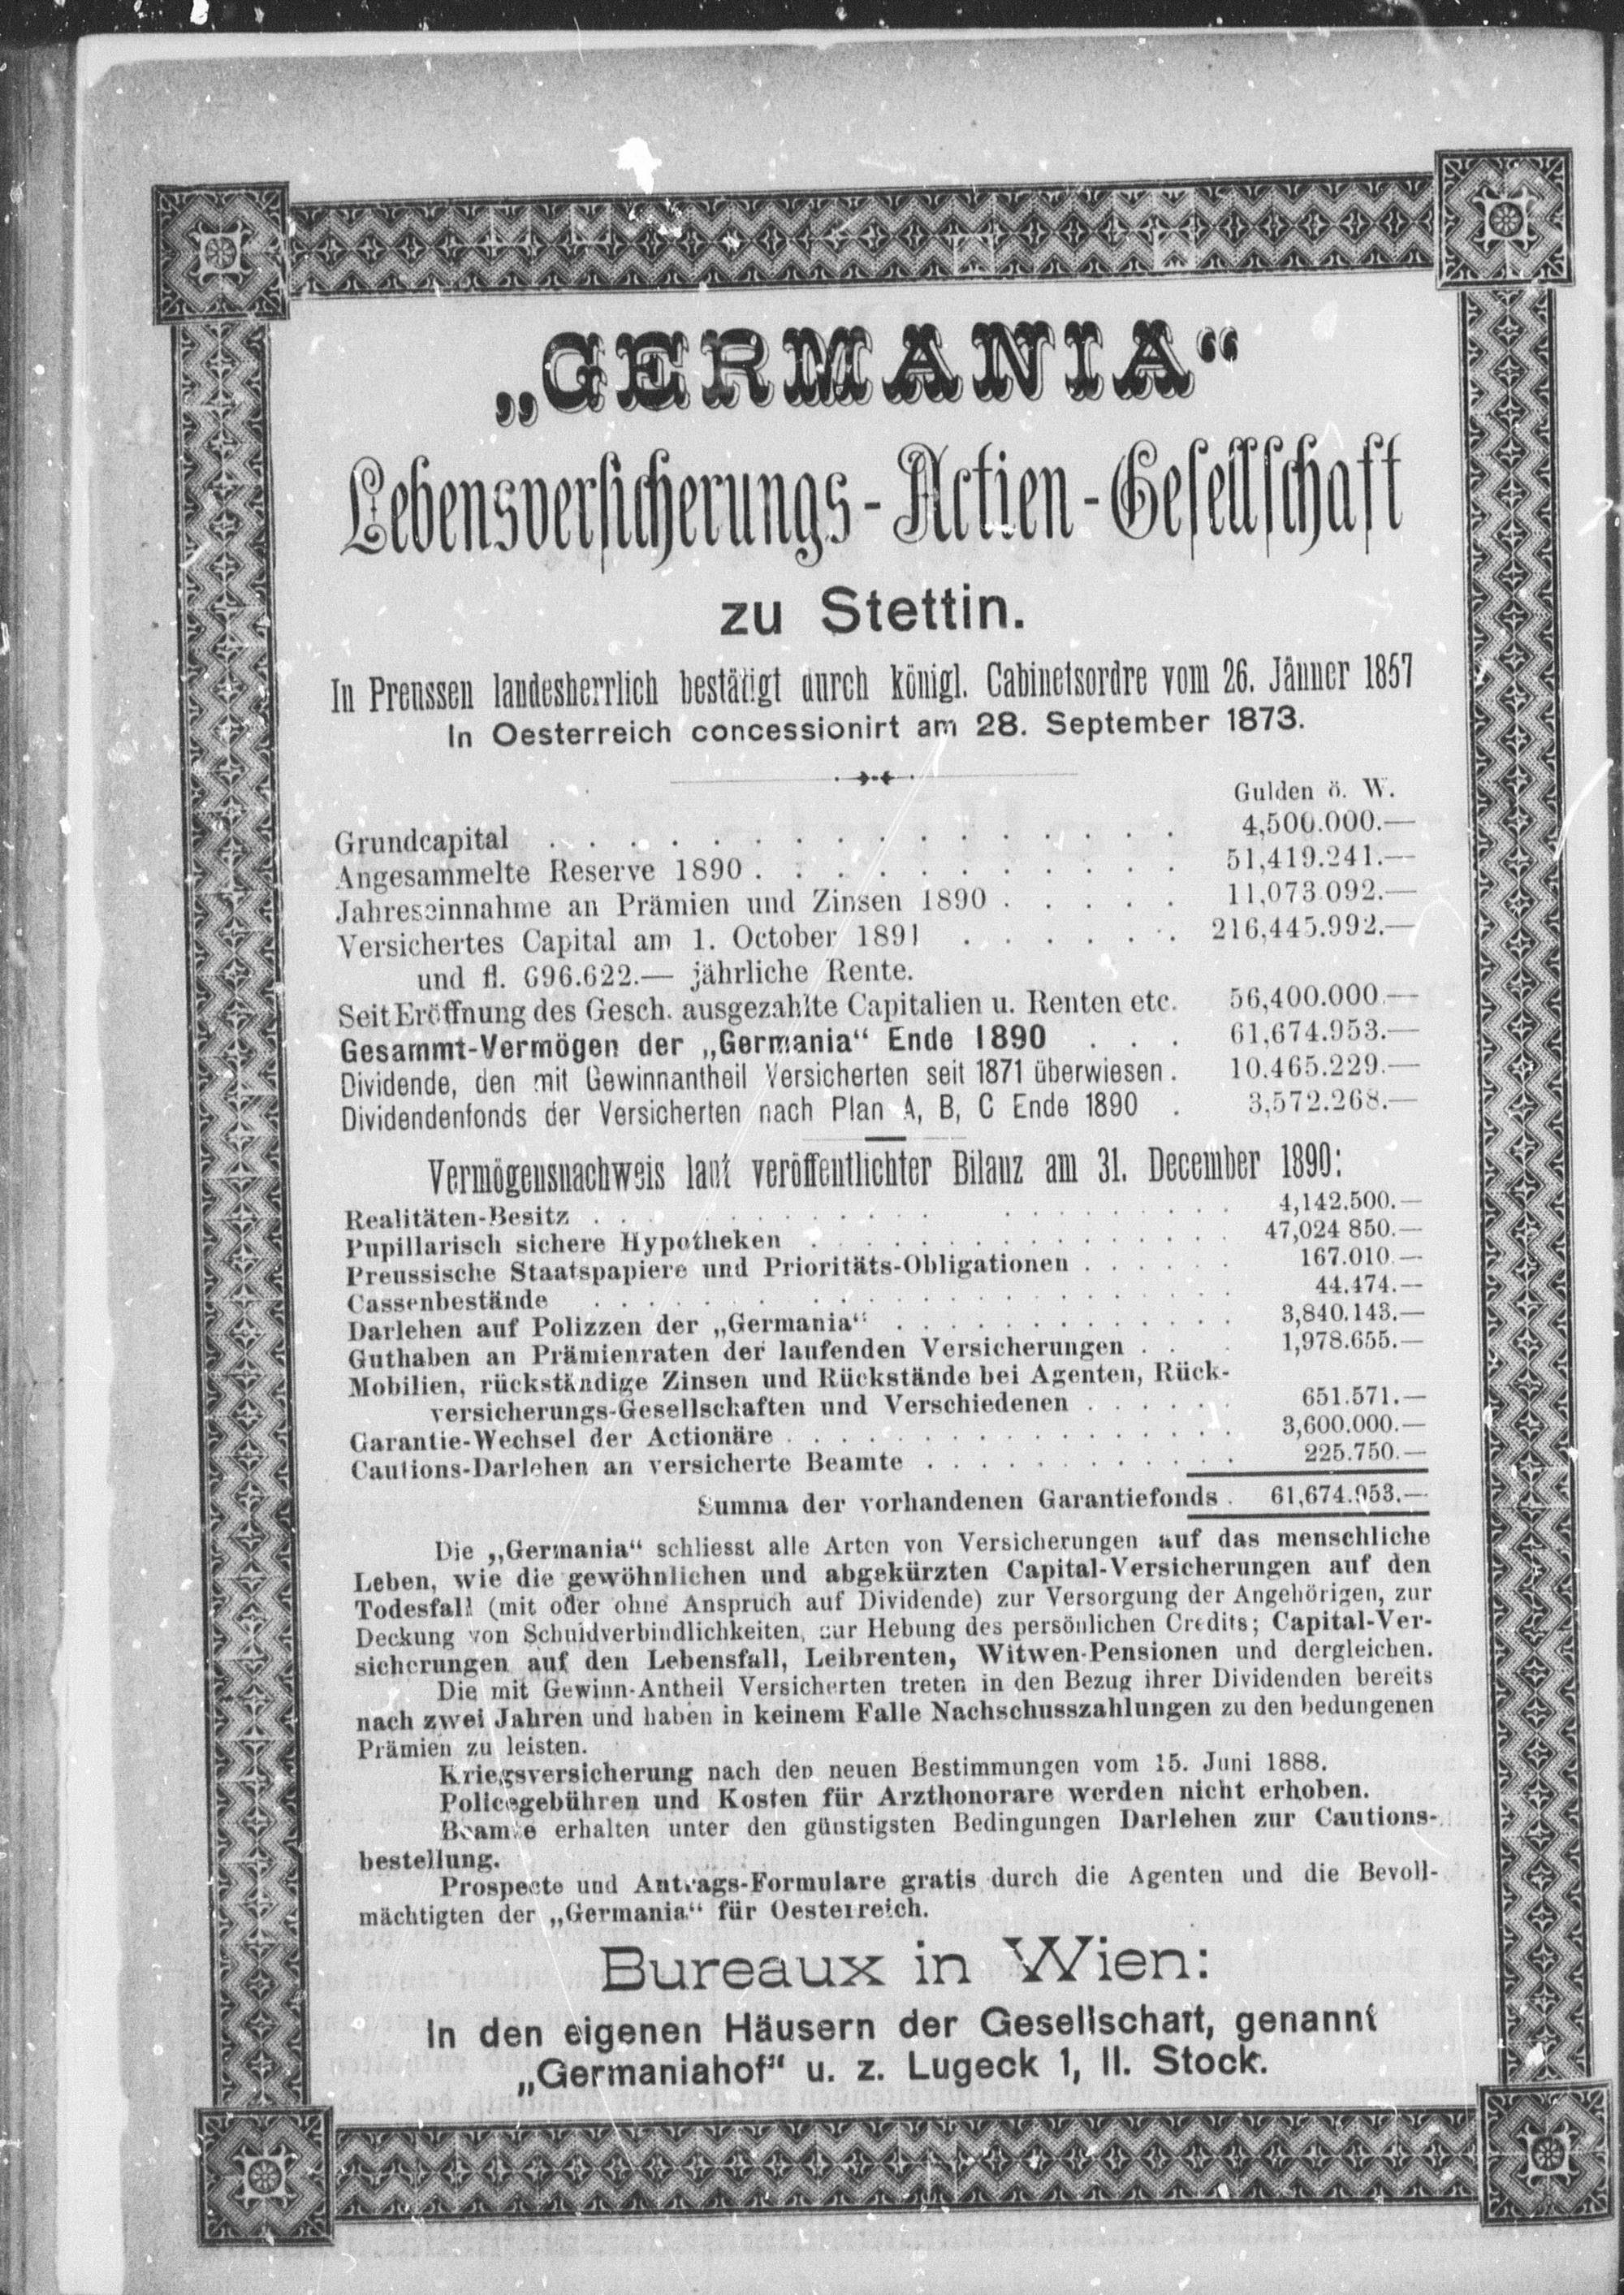 „GERMANIA“
Lebensversicherungs-Actien-Gesellschaft
zu Stettin.
In Preussen landesherrlich bestätigt durch königl. Cabinetsordre vom 26. Jänner 1857
In Oesterreich concessionirt am 28. September 1873.
Gulden ö. W.
Grundcapital . . . . . . . . . . . . . . . . 4,500.000.—
Angesammelte Reserve 1890 . . . . . . . . . . . 51,419.241.—
Jahreseinnahme an Prämien und Zinsen 1890 . . . . . 11,073 092.—
Versichertes Capital am 1. October 1891 . . . . . . 216,445.992.—
und fl. 696.622.— jährliche Rente.
Seit Eröffnung des Gesch. ausgezahlte Capitalien u. Renten etc. 56,400.000.—
Gesammt-Vermögen der „Germania“ Ende 1890 . . . 61,674.953.—
Dividende, den mit Gewinnantheil Versicherten seit 1871 überwiesen . 10.465.229.—
Dividendenfonds der Versicherten nach Plan A, B, C Ende 1890 . 3,572.268.—
Vermögensnachweis laut veröffentlichter Bilanz am 31. December 1890:
Realitäten-Besitz . . . . . . . . . . . . . . . . 4,142.500.—
Pupillarisch sichere Hypotheken . . . . . . . . . . . . 47,024 850.—
Preussische Staatspapiere und Prioritäts-Obligationen . . . . . . 167.010.—
Cassenbestände . . . . . . . . . . . . . . . . 44.474.—
Darlehen auf Polizzen der „Germania“ . . . . . . . . . . 3,840.143.—
Guthaben an Prämienraten der laufenden Versicherungen . . . 1,978.655.—
Mobilien, rückständige Zinsen und Rückstände bei Agenten, Rück-
versicherungs-Gesellschaften und Verschiedenen . . . . . . 651.571.—
Garantie-Wechsel der Actionäre . . . . . . . . . . . . . 3,600.000.—
Cautions-Darlehen an versicherte Beamte . . . . . . . . . 225.750.—
Summa der vorhandenen Garantiefonds . 61,674.953.—
Die „Germania“ schliesst alle Arten von Versicherungen auf das menschliche
Leben, wie die gewöhnlichen und abgekürzten Capital-Versicherungen auf den
Todesfall (mit oder ohne Anspruch auf Dividende) zur Versorgung der Angehörigen, zur
Deckung von Schuldverbindlichkeiten, zur Hebung des persönlichen Credits; Capital-Ver-
sicherungen auf den Lebensfall, Leibrenten, Witwen-Pensionen und dergleichen.
Die mit Gewinn-Antheil Versicherten treten in den Bezug ihrer Dividenden bereits
nach zwei Jahren und haben in keinem Falle Nachschusszahlungen zu den bedungenen
Prämien zu leisten.
Kriegsversicherung nach den neuen Bestimmungen vom 15. Juni 1888.
Policegebühren und Kosten für Arzthonorare werden nicht erhoben.
Beamte erhalten unter den günstigsten Bedingungen Darlehen zur Cautions-
bestellung.
Prospecte und Antrags-Formulare gratis durch die Agenten und die Bevoll-
mächtigten der „Germania“ für Oesterreich.
Bureaux in Wien:
In den eigenen Häusern der Gesellschaft, genannt
„Germaniahof“ u. z. Lugeck 1, II. Stock.